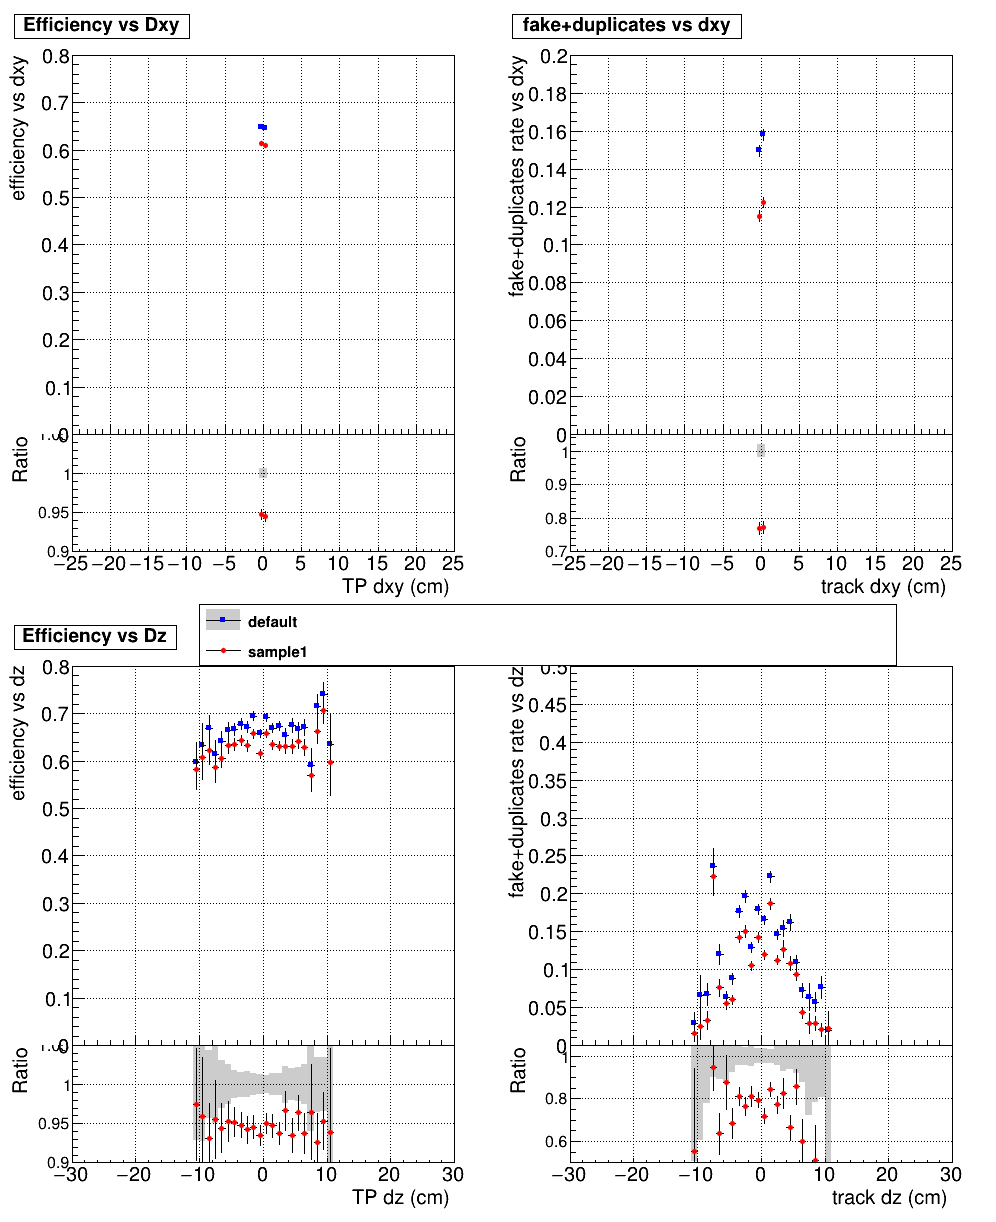 Efficiency vs Dxy
efficiency vs dxy
0.8
0.7
0.6
0.5
0.4
0.3
0.2
0.1
0
Ratio
1
0.95
0.9
−25 −20 −15 −10 −5 0 5 10 15 20 25
TP dxy (cm)
fake+duplicates vs dxy
fake+duplicates rate vs dxy
0.2
0.18
0.16
0.14
0.12
0.1
0.08
0.06
0.04
0.02
0
Ratio
1
0.9
0.8
0.7
−25 −20 −15 −10 −5 0 5 10 15 20 25
track dxy (cm)
default
sample1
Efficiency vs Dz
efficiency vs dz
0.8
0.7
0.6
0.5
0.4
0.3
0.2
0.1
0
Ratio
1
0.95
0.9
−30 −20 −10 0 10 20 30
TP dz (cm)
fake+duplicates rate vs dz
0.5
0.45
0.4
0.35
0.3
0.25
0.2
0.15
0.1
0.05
0
Ratio
1
0.8
0.6
−30 −20 −10 0 10 20 30
track dz (cm)